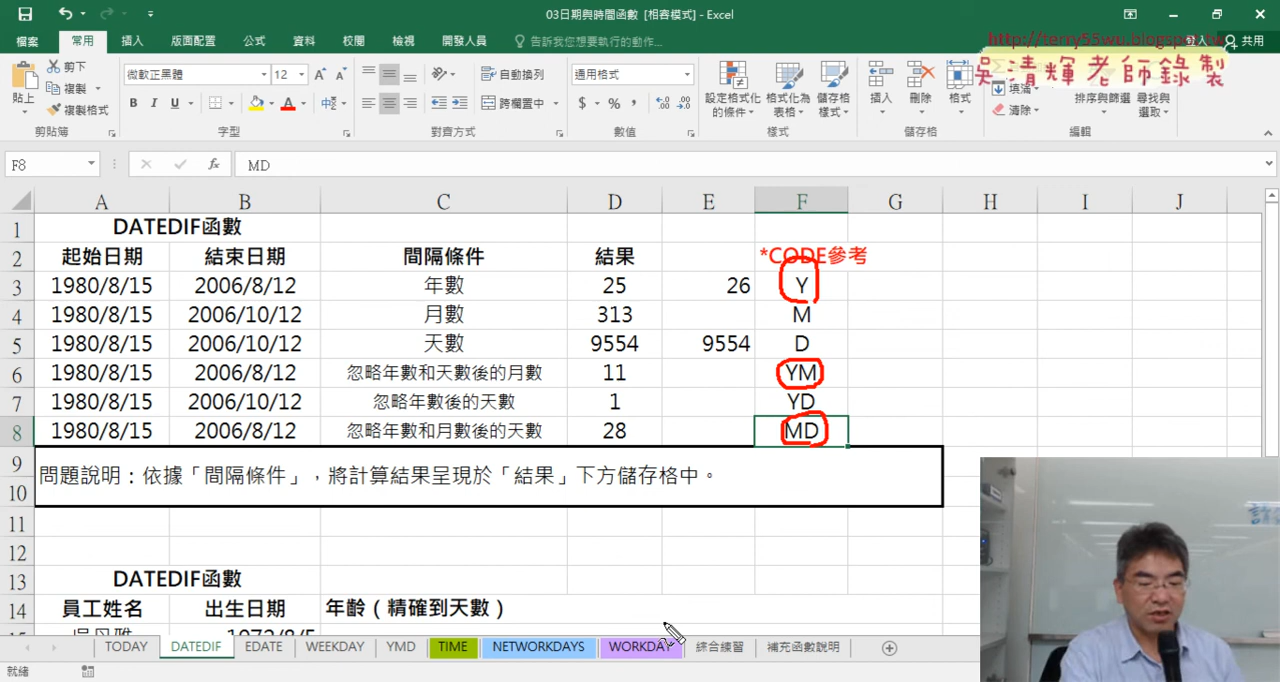 03日期與時間函數 [相容模式] - Excel
檔案 常用 插入 版面配置 公式 資料 校閱 檢視 開發人員 告訴我您想要執行的動作... 共用
http://terry55wu.blogspot.tw
吳清輝老師錄製
貼上 剪下 複製 複製格式 剪貼簿
微軟正黑體 12 B I U 字型
自動換列 跨欄置中 對齊方式
通用格式 $ % , 數值
設定格式化的條件 格式化為表格 儲存格樣式 樣式
插入 刪除 格式 儲存格
填滿 清除 排序與篩選 尋找與選取 編輯
F8 fx MD
A B C D E F G H I J
1 DATEDIF函數
2 起始日期 結束日期 間隔條件 結果 *CODE參考
3 1980/8/15 2006/8/12 年數 25 26 Y
4 1980/8/15 2006/10/12 月數 313 M
5 1980/8/15 2006/10/12 天數 9554 9554 D
6 1980/8/15 2006/8/12 忽略年數和天數後的月數 11 YM
7 1980/8/15 2006/10/12 忽略年數後的天數 1 YD
8 1980/8/15 2006/8/12 忽略年數和月數後的天數 28 MD
9 問題說明：依據「間隔條件」，將計算結果呈現於「結果」下方儲存格中。
10
11
12
13 DATEDIF函數
14 員工姓名 出生日期 年齡（精確到天數）
TODAY DATEDIF EDATE WEEKDAY YMD TIME NETWORKDAYS WORKDAY 綜合練習 補充函數說明
就緒